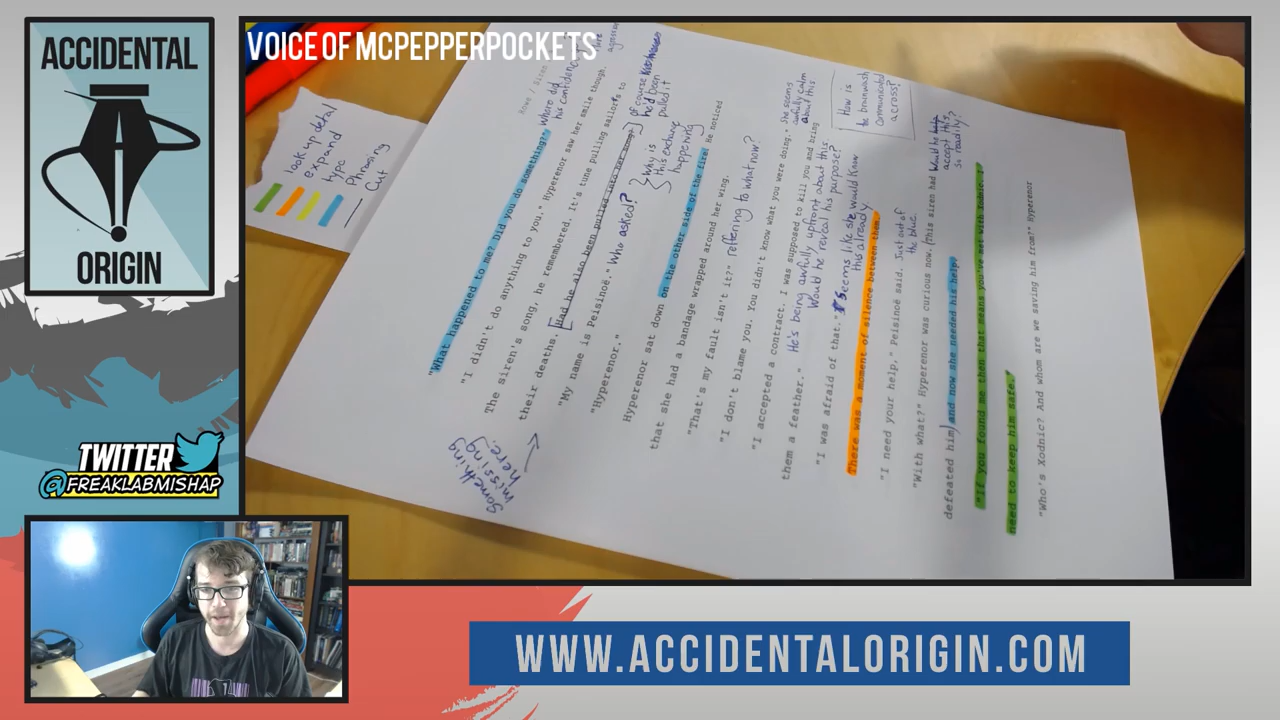 ACCIDENTAL
ORIGIN
VOICE OF MCPEPPERPOCKETS
look up detail
expand
typo
Phrasing
Cut
Hows / Siren
"What happened to me? Did you do something?" where did
his confidence
"I didn't do anything to you." Hyperenor saw her smile though.
The siren's song, he remembered. It's tune pulling sailors to
their deaths. [Had he also been pulled into her song?] of course
he'd been
pulled it
Something
missing
here.
"My name is Peisinoë." Who asked?
Why is
this exchange
happening
"Hyperenor."
Hyperenor sat down on the other side of the fire. He noticed
that she had a bandage wrapped around her wing.
"That's my fault isn't it?" reffering to what now?
"I don't blame you. You didn't know what you were doing." she seems
awfully calm
about this
"I accepted a contract. I was supposed to kill you and bring
them a feather." He's being awfully upfront about this
Would he reveal his purpose?
How is
the brainwash
communicated
across?
"I was afraid of that." Seems like she would know
this already.
There was a moment of silence between them.
"I need your help," Peisinoë said. Just out of
the blue.
"With what?" Hyperenor was curious now. (This siren had Would he
accept this
so readily?
defeated him) and now she needed his help.
"If you found me then that means you've met with Xodnic. I
need to keep him safe."
"Who's Xodnic? And whom are we saving him from?" Hyperenor
TWITTER
@FREAKLABMISHAP
WWW.ACCIDENTALORIGIN.COM